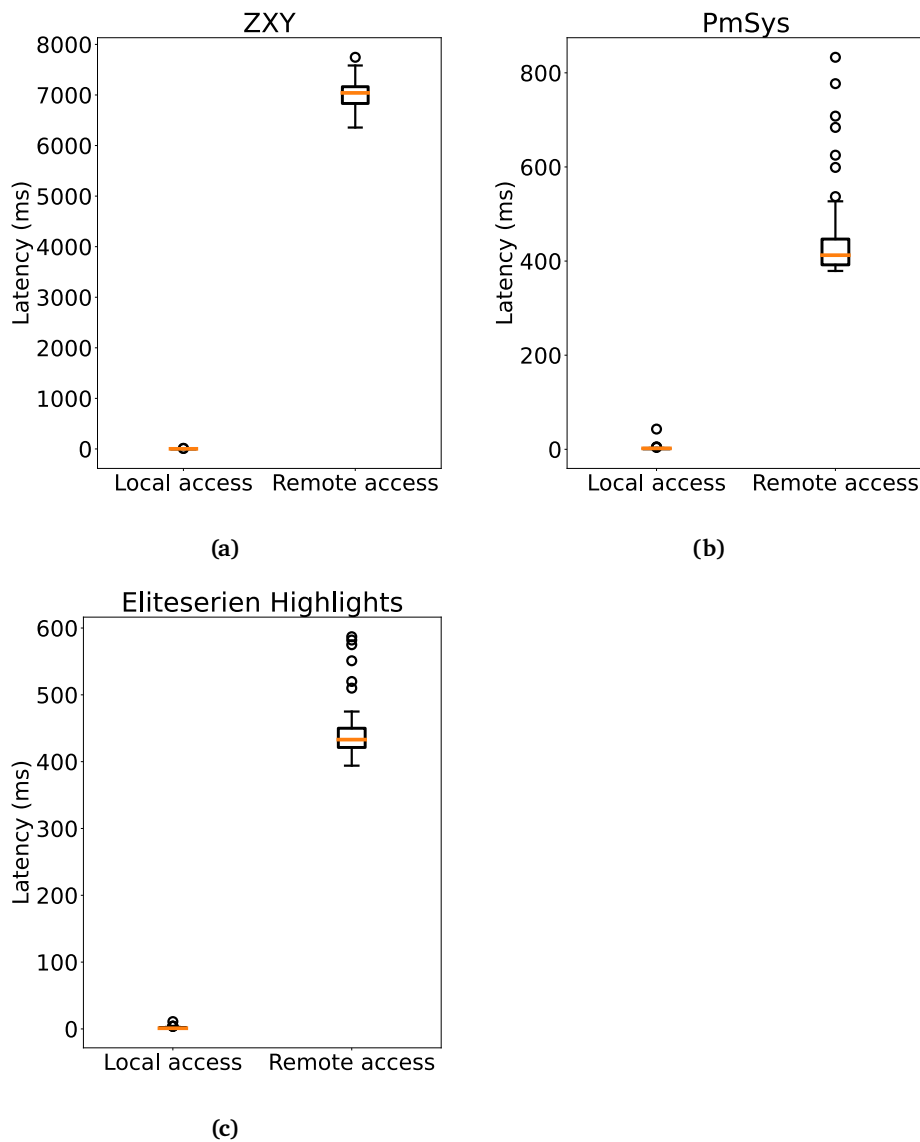 ZXY
8000
7000
6000
5000
4000
3000
2000
1000
0
Latency (ms)
Local access Remote access
(a)
PmSys
800
600
400
200
0
Latency (ms)
Local access Remote access
(b)
Eliteserien Highlights
600
500
400
300
200
100
0
Latency (ms)
Local access Remote access
(c)